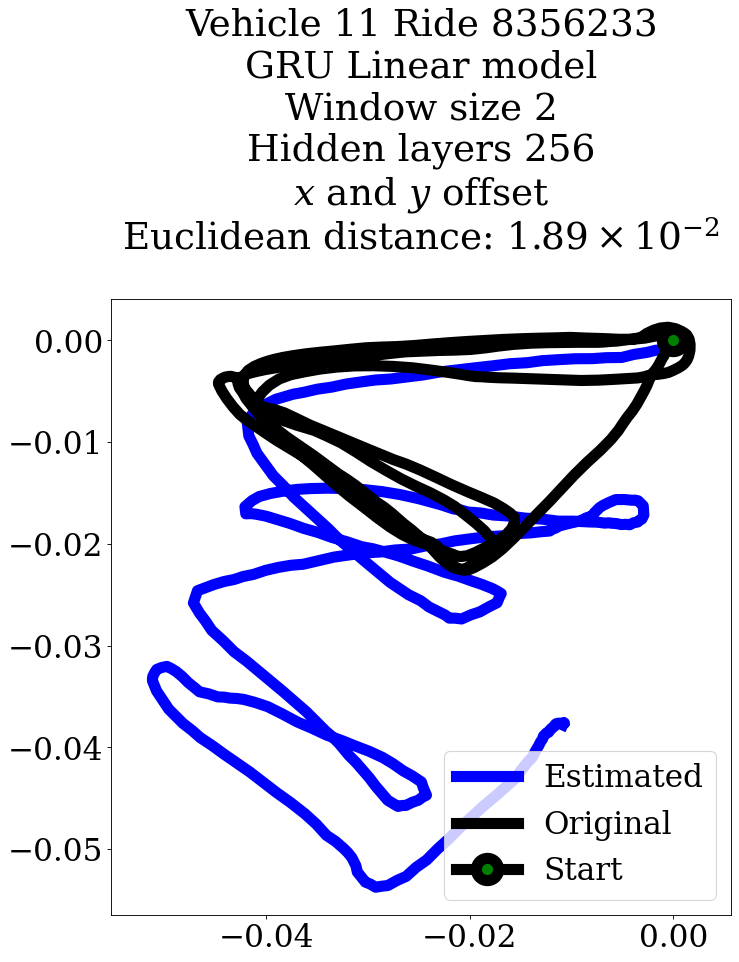 Vehicle 11 Ride 8356233
GRU Linear model
Window size 2
Hidden layers 256
x and y offset
Euclidean distance: 1.89 × 10⁻²
0.00
−0.01
−0.02
−0.03
−0.04
−0.05
Estimated
Original
Start
−0.04
−0.02
0.00